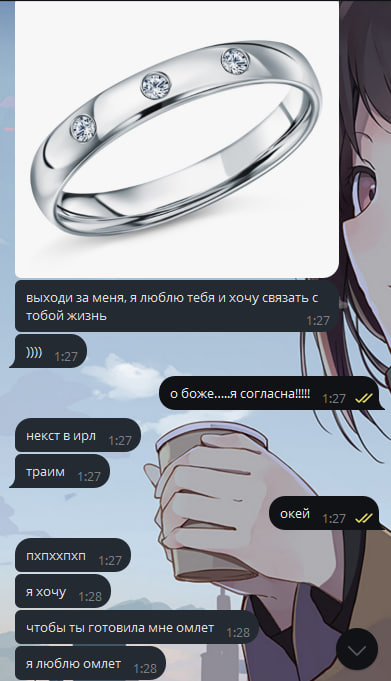 выходи за меня, я люблю тебя и хочу связать с
тобой жизнь
1:27
)))) 1:27
о боже.....я согласна!!!!! 1:27
некст в ирл 1:27
траим 1:27
окей 1:27
пхпххпхп 1:27
я хочу 1:28
чтобы ты готовила мне омлет 1:28
я люблю омлет 1:28